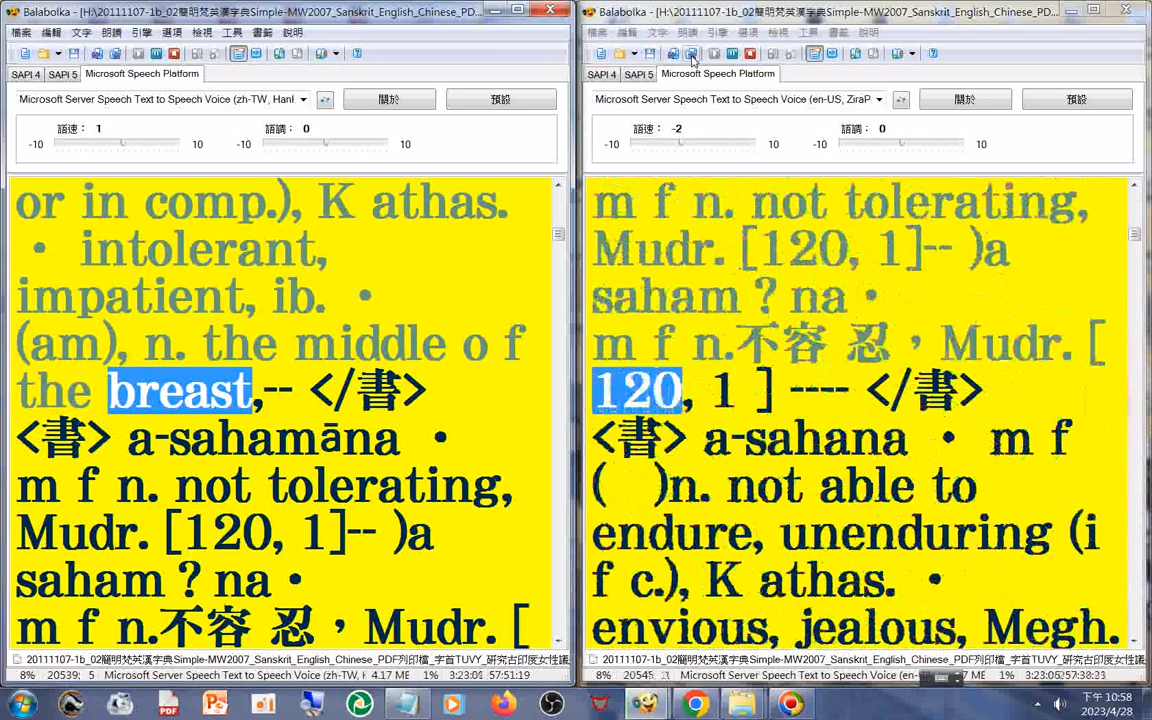 Balabolka - [H:\20111107-1b_02簡明梵英漢字典Simple-MW2007_Sanskrit_English_Chinese_PD...
檔案 編輯 文字 朗讀 引擎 選項 檢視 工具 書籤 說明
SAPI 4 SAPI 5 Microsoft Speech Platform
Microsoft Server Speech Text to Speech Voice (zh-TW, Hanl
關於 預設
語速： 1 語調： 0
-10 10 -10 10
or in comp.), K athas.
• intolerant,
impatient, ib. •
(am), n. the middle o f
the breast,-- </書>
<書> a-sahamāna •
m f n. not tolerating,
Mudr. [120, 1]-- )a
saham ? na •
m f n.不容 忍，Mudr. [
20111107-1b_02簡明梵英漢字典Simple-MW2007_Sanskrit_English_Chinese_PDF列印檔_字首TUVY_研究古印度女性議
8% 20539: 5 Microsoft Server Speech Text to Speech Voice (zh-TW, H 4.17 MB 1% 3:23:0 57:51:19
Balabolka - [H:\20111107-1b_02簡明梵英漢字典Simple-MW2007_Sanskrit_English_Chinese_PD...
檔案 編輯 文字 朗讀 引擎 選項 檢視 工具 書籤 說明
SAPI 4 SAPI 5 Microsoft Speech Platform
Microsoft Server Speech Text to Speech Voice (en-US, ZiraP
關於 預設
語速： -2 語調： 0
-10 10 -10 10
m f n. not tolerating,
Mudr. [120, 1]-- )a
saham ? na •
m f n.不容 忍，Mudr. [
120, 1 ] ---- </書>
<書> a-sahana • m f
( )n. not able to
endure, unenduring (i
f c.), K athas. •
envious, jealous, Megh.
20111107-1b_02簡明梵英漢字典Simple-MW2007_Sanskrit_English_Chinese_PDF列印檔_字首TUVY_研究古印度女性議
8% 20545 Microsoft Server Speech Text to Speech Voice (en- 4.17 MB 1% 57:38:21
下午 10:58
2023/4/28